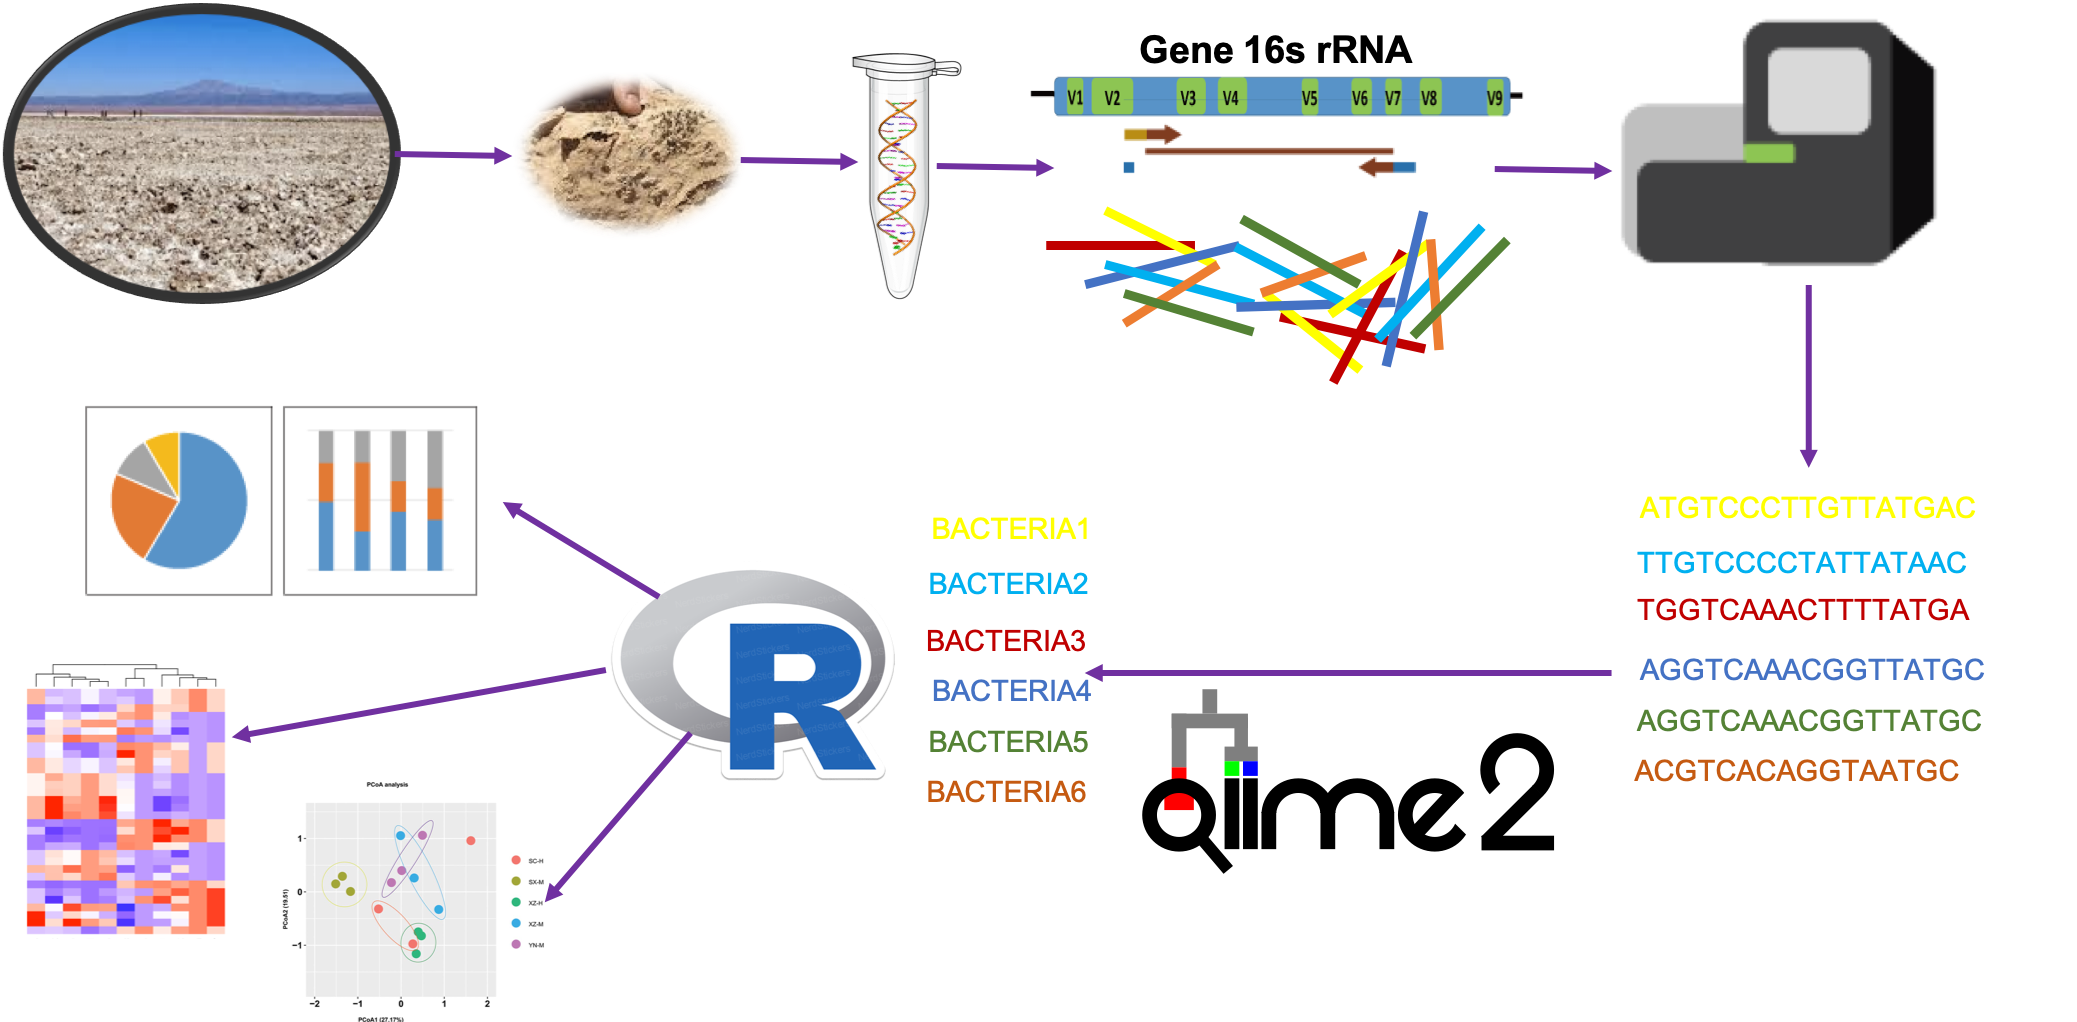 Gene 16s rRNA
V1 V2 V3 V4 V5 V6 V7 V8 V9
ATGTCCCTTGTTATGAC
TTGTCCCCTATTATAAC
TGGTCAAACTTTTATGA
AGGTCAAACGGTTATGC
AGGTCAAACGGTTATGC
ACGTCACAGGTAATGC
BACTERIA1
BACTERIA2
BACTERIA3
BACTERIA4
BACTERIA5
BACTERIA6
qiime2
R
PCoA analysis
PCoA2 (19.51)
1
0
−1
−2 −1 0 1 2
PCoA1 (27.17%)
SC-H
SX-M
XZ-H
XZ-M
YN-M